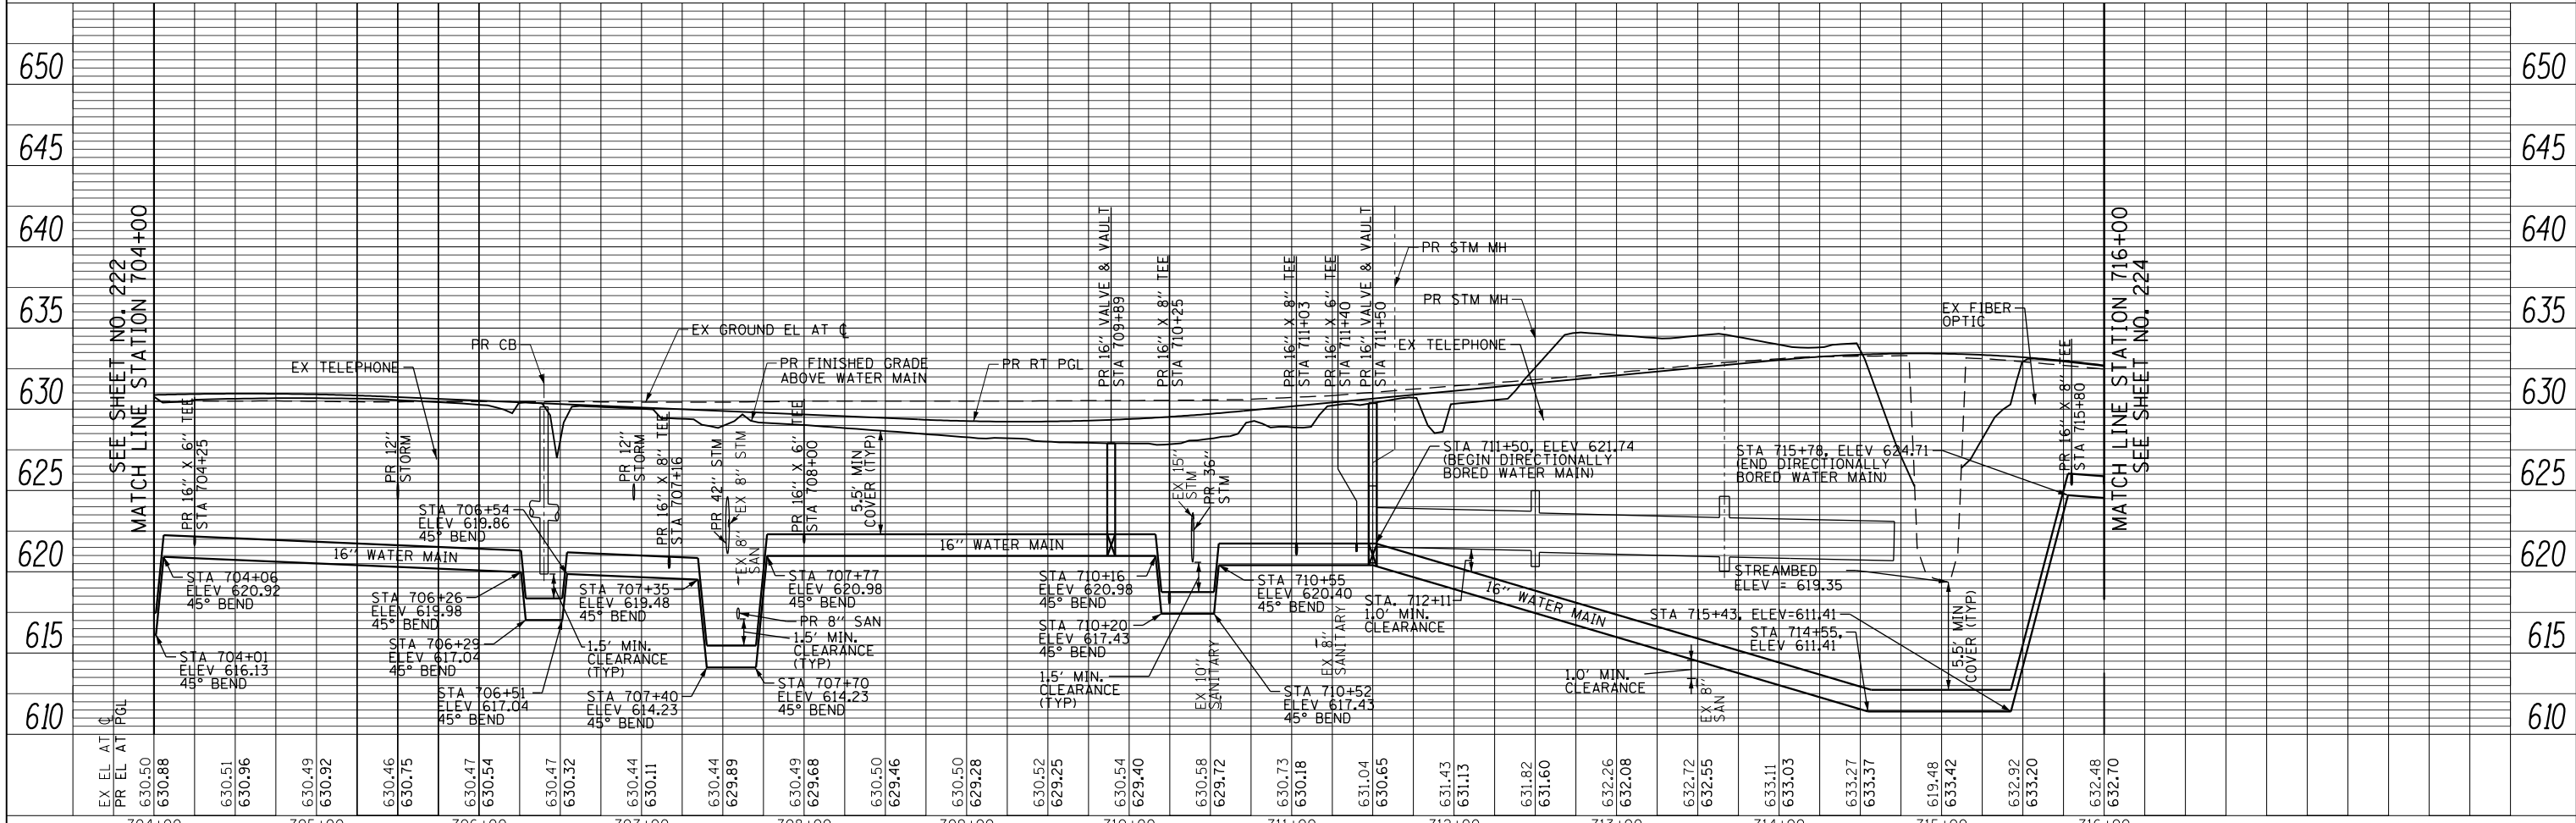 650
645
640
635
630
625
620
615
610
650
645
640
635
630
625
620
615
610
SEE SHEET NO. 222
MATCH LINE STATION 704+00
MATCH LINE STATION 716+00
SEE SHEET NO. 224
PR 16" X 6" TEE
STA 704+25
EX TELEPHONE
PR 12"
STORM
PR CB
EX GROUND EL AT ℄
PR FINISHED GRADE
ABOVE WATER MAIN
PR RT PGL
PR 12"
STORM
PR 16" X 8" TEE
STA 707+16
PR 42" STM
EX 8" STM
EX 8"
SAN
PR 16" X 6" TEE
STA 708+00
5.5' MIN
COVER (TYP)
PR 16" VALVE & VAULT
STA 709+89
PR 16" X 8" TEE
STA 710+25
EX 15"
STM
PR 36"
STM
PR 16" X 8" TEE
STA 711+03
PR 16" X 6" TEE
STA 711+40
PR 16" VALVE & VAULT
STA 711+50
PR STM MH
PR STM MH
EX TELEPHONE
EX FIBER
OPTIC
PR 16" X 8" TEE
STA 715+80
STA 711+50, ELEV 621.74
(BEGIN DIRECTIONALLY
BORED WATER MAIN)
STA 715+78, ELEV 624.71
(END DIRECTIONALLY
BORED WATER MAIN)
16" WATER MAIN
16" WATER MAIN
16" WATER MAIN
STA 704+06
ELEV 620.92
45° BEND
STA 704+01
ELEV 616.13
45° BEND
STA 706+54
ELEV 619.86
45° BEND
STA 706+26
ELEV 619.98
45° BEND
STA 706+29
ELEV 617.04
45° BEND
STA 706+51
ELEV 617.04
45° BEND
1.5' MIN.
CLEARANCE
(TYP)
STA 707+35
ELEV 619.48
45° BEND
STA 707+40
ELEV 614.23
45° BEND
STA 707+77
ELEV 620.98
45° BEND
PR 8" SAN
1.5' MIN.
CLEARANCE
(TYP)
STA 707+70
ELEV 614.23
45° BEND
STA 710+16
ELEV 620.98
45° BEND
STA 710+20
ELEV 617.43
45° BEND
1.5' MIN.
CLEARANCE
(TYP)
EX 10"
SANITARY
STA 710+55
ELEV 620.40
45° BEND
STA 710+52
ELEV 617.43
45° BEND
EX 8"
SANITARY
STA. 712+11
1.0' MIN.
CLEARANCE
1.0' MIN.
CLEARANCE
EX 8"
SAN
STREAMBED
ELEV = 619.35
STA 715+43, ELEV=611.41
STA 714+55,
ELEV 611.41
5.5' MIN
COVER (TYP)
EX EL AT ℄
PR EL AT PGL
630.50
630.88
630.51
630.96
630.49
630.92
630.46
630.75
630.47
630.54
630.47
630.32
630.44
630.11
630.44
629.89
630.49
629.68
630.50
629.46
630.50
629.28
630.52
629.25
630.54
629.40
630.58
629.72
630.73
630.18
631.04
630.65
631.43
631.13
631.82
631.60
632.26
632.08
632.72
632.55
633.11
633.03
633.27
633.37
619.48
633.42
632.92
633.20
632.48
632.70